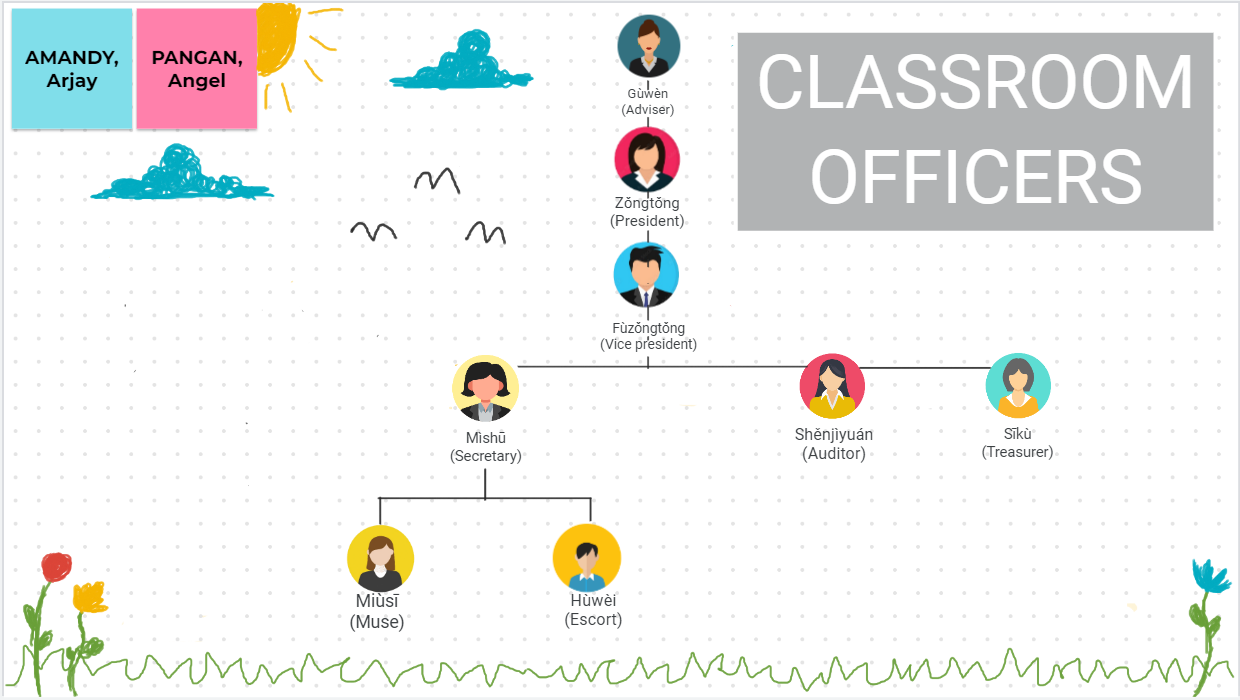 AMANDY,
Arjay
PANGAN,
Angel
CLASSROOM
OFFICERS
Gùwèn
(Adviser)
Zǒngtǒng
(President)
Fùzǒngtǒng
(Vice president)
Mìshū
(Secretary)
Shěnjìyuán
(Auditor)
Sīkù
(Treasurer)
Miùsī
(Muse)
Hùwèi
(Escort)